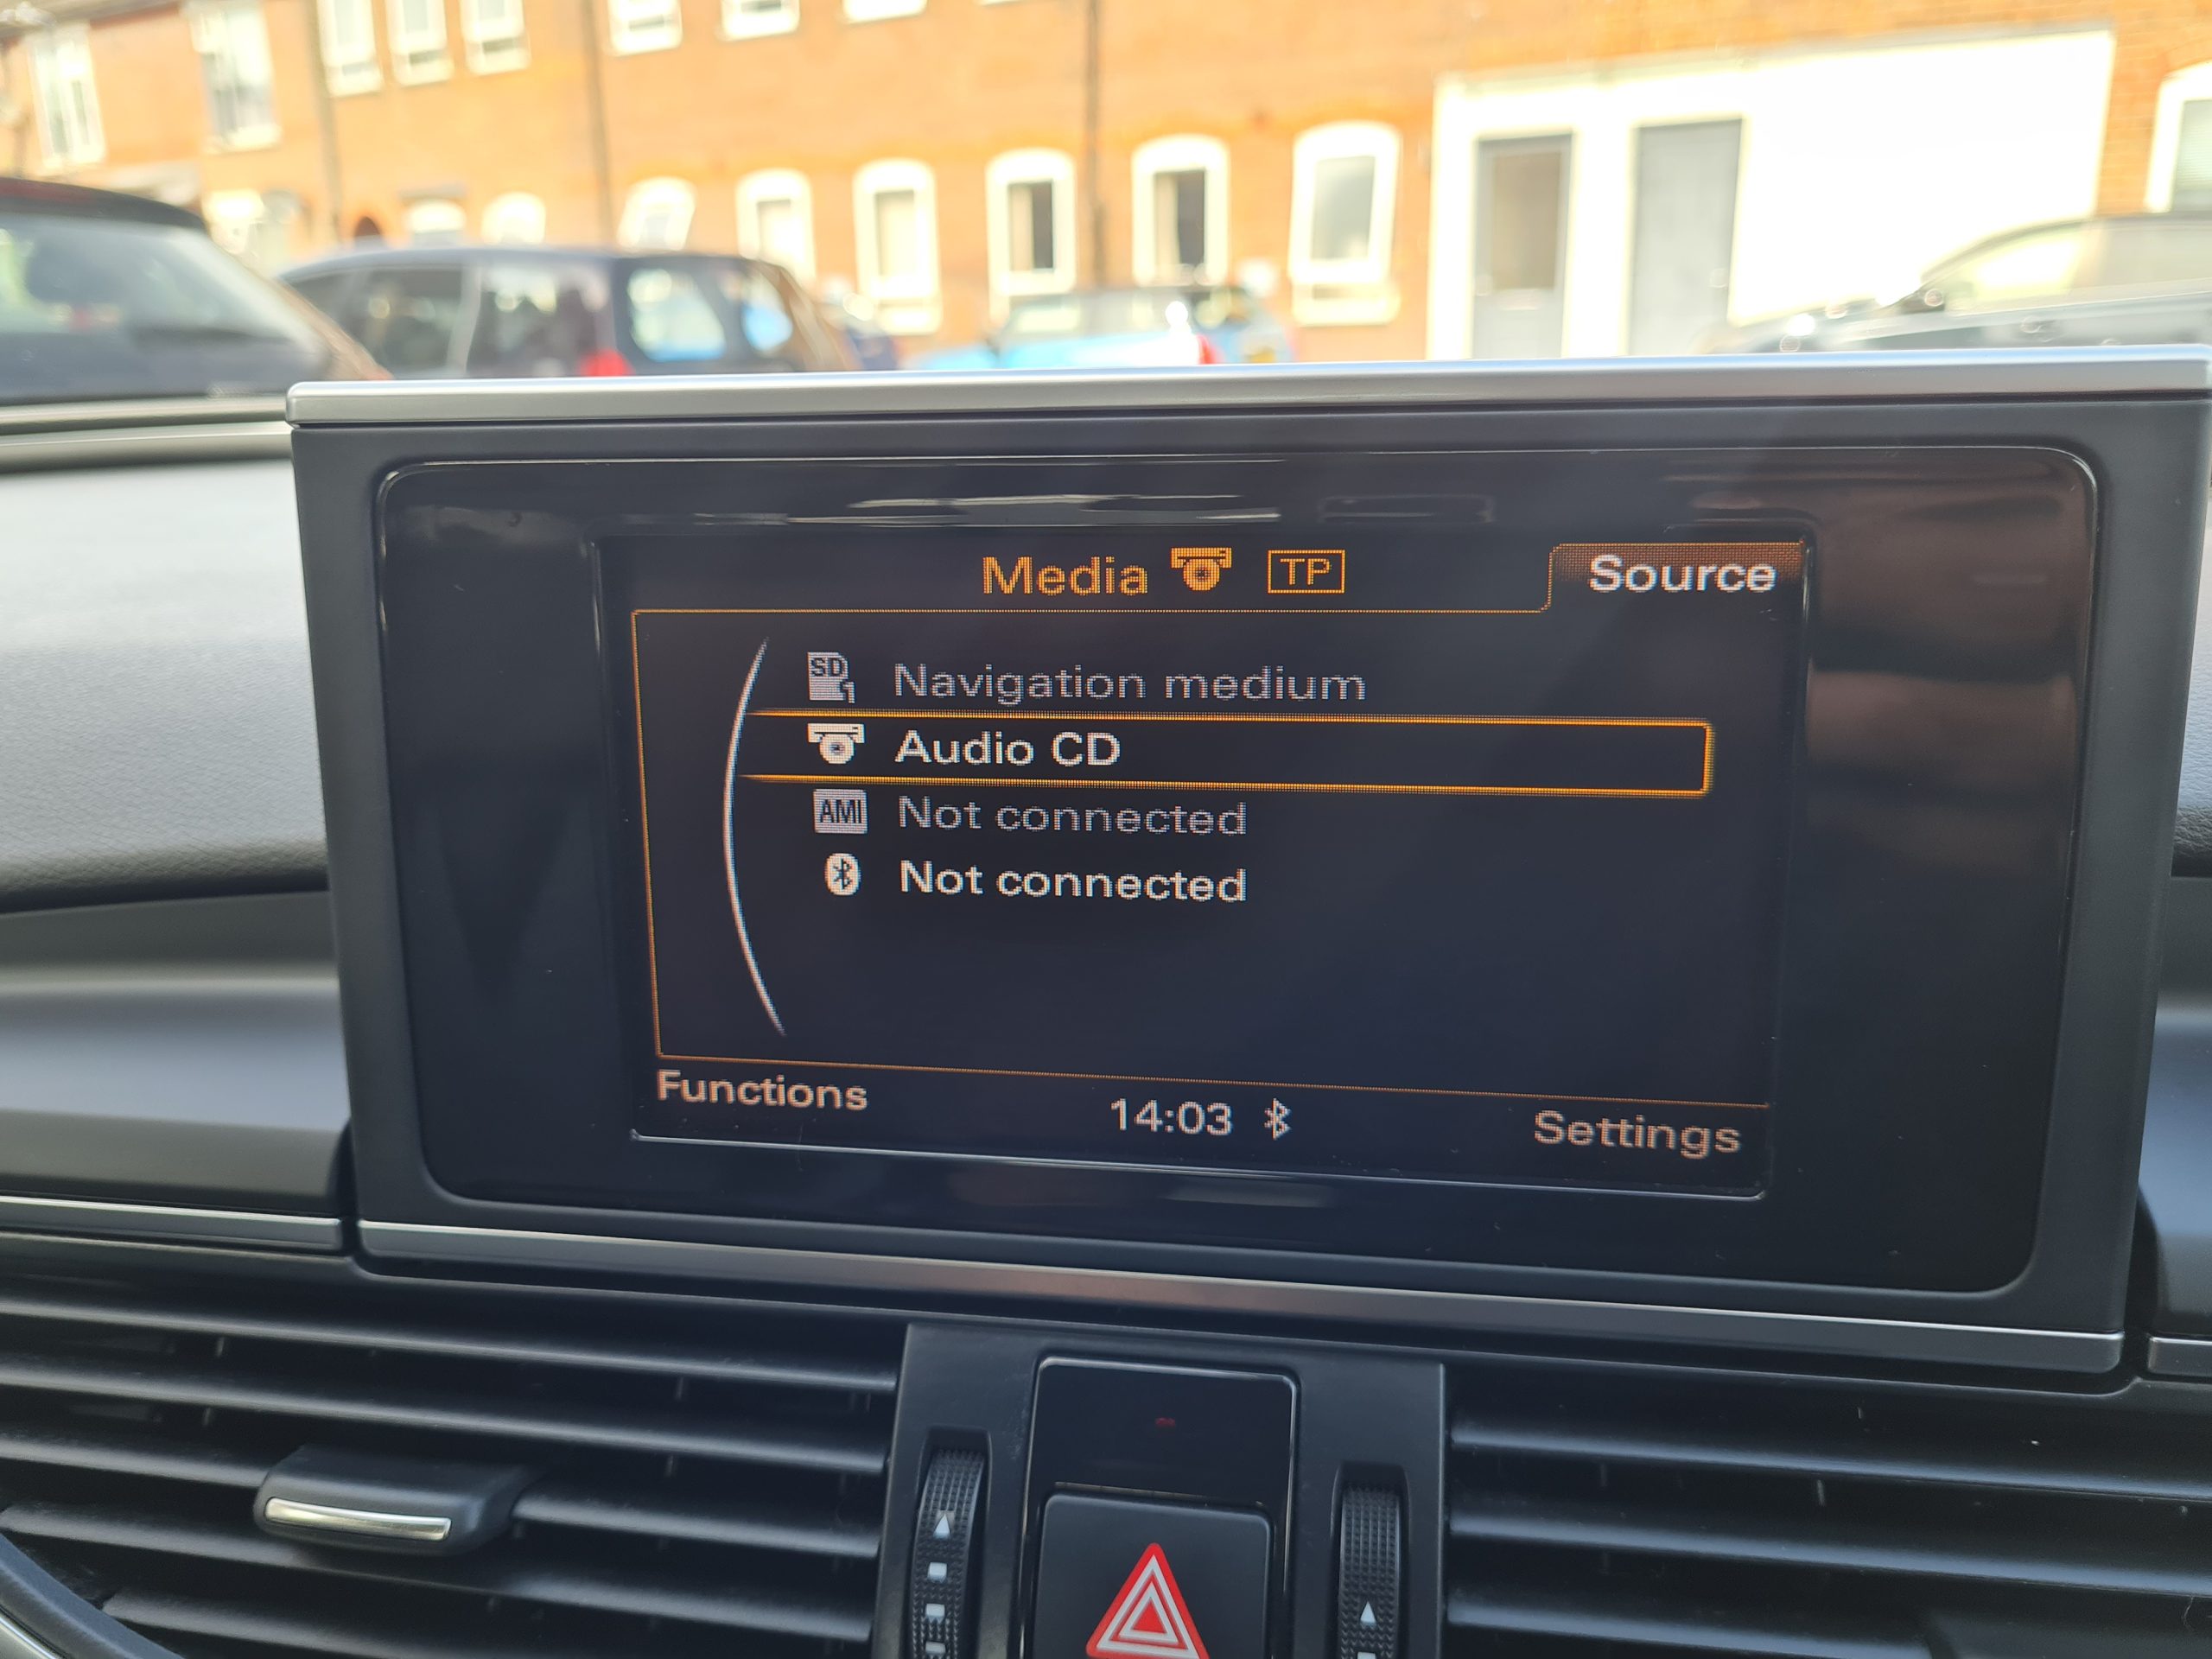 Media TP Source
SD 1 Navigation medium
Audio CD
AMI Not connected
Not connected
Functions 14:03 Settings